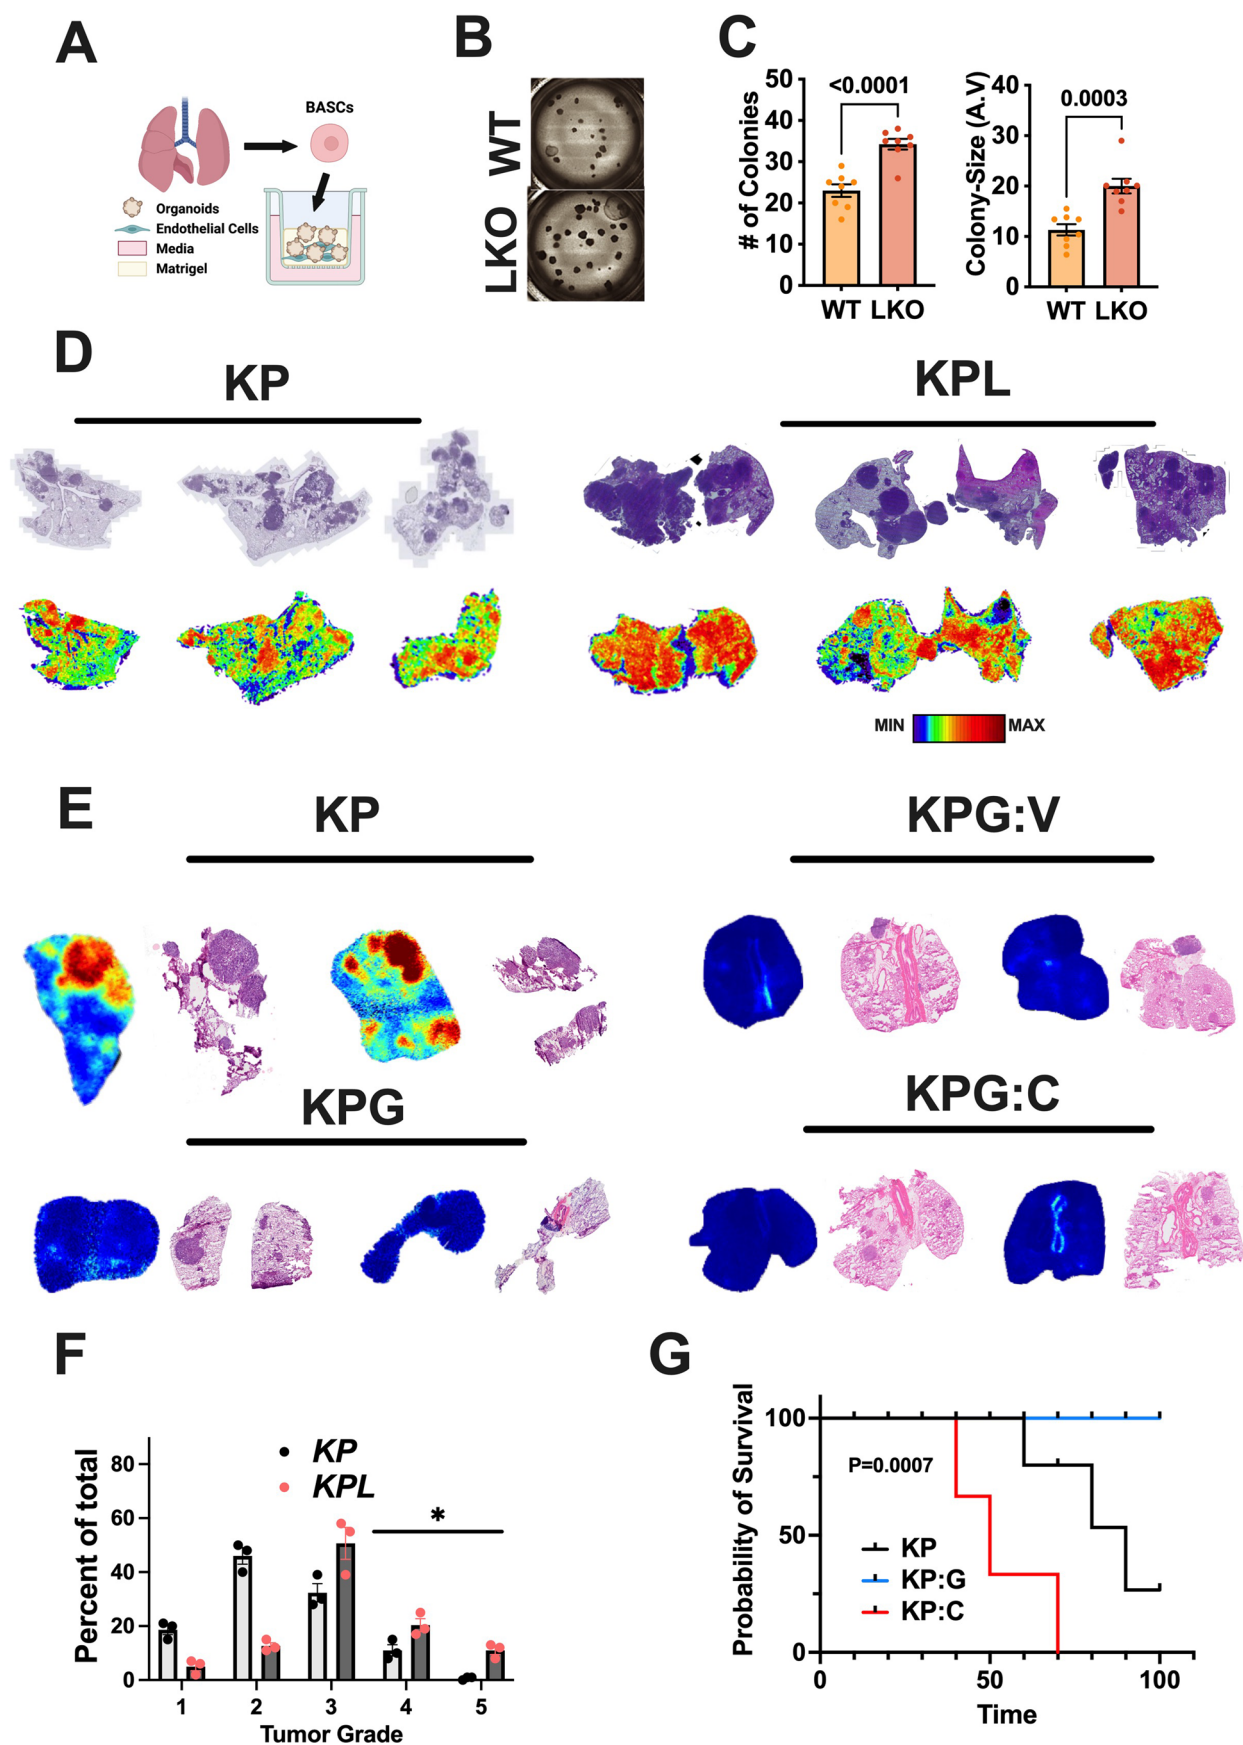 A
BASCs
Organoids
Endothelial Cells
Media
Matrigel
B
WT
LKO
C
# of Colonies
50
40
30
20
10
0
<0.0001
WT LKO
Colony-Size (A.V)
40
30
20
10
0
0.0003
WT LKO
D
KP
KPL
MIN
MAX
E
KP
KPG:V
KPG
KPG:C
F
Percent of total
80
60
40
20
0
KP
KPL
*
1 2 3 4 5
Tumor Grade
G
Probability of Survival
100
50
0
P=0.0007
KP
KP:G
KP:C
0 50 100
Time